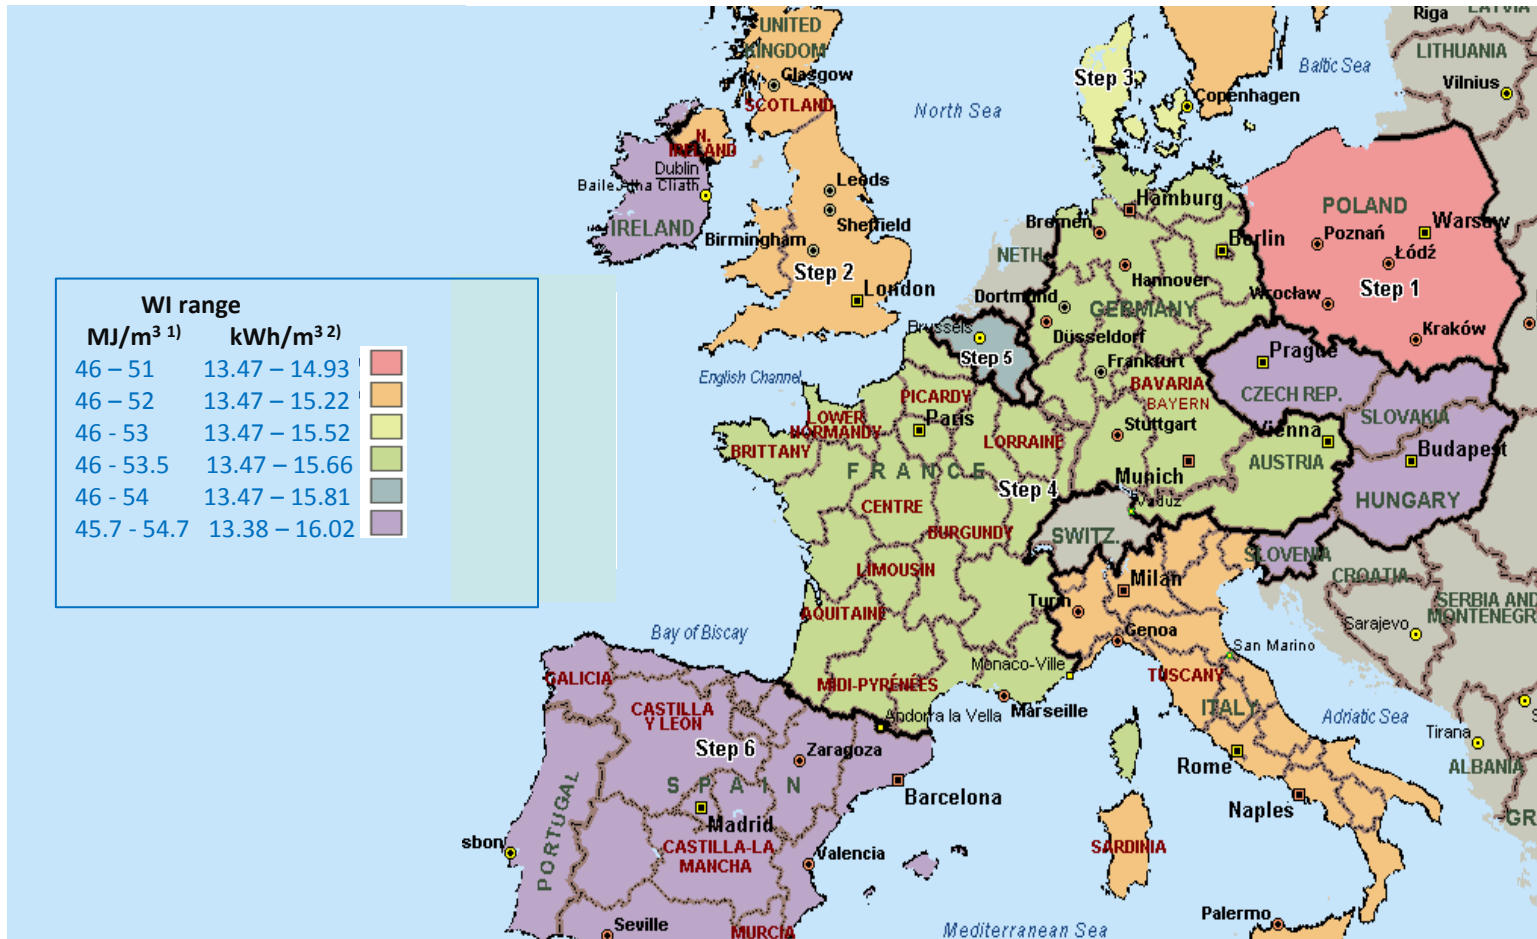 WI range
MJ/m³ ¹⁾ kWh/m³ ²⁾
46 – 51 13.47 – 14.93
46 – 52 13.47 – 15.22
46 - 53 13.47 – 15.52
46 - 53.5 13.47 – 15.66
46 - 54 13.47 – 15.81
45.7 - 54.7 13.38 – 16.02
UNITED
KINGDOM
Glasgow
SCOTLAND
N.
IRELAND
Dublin
Baile Átha Cliath
IRELAND
Leeds
Sheffield
Birmingham
Step 2
London
English Channel
North Sea
Step 3
Copenhagen
Baltic Sea
Riga
LATVIA
LITHUANIA
Vilnius
Hamburg
Bremen
Berlin
NETH.
Hannover
Dortmund
GERMANY
Düsseldorf
Brussels
Step 5
Frankfurt
BAVARIA
BAYERN
Stuttgart
Munich
POLAND
Warsaw
Poznań
Łódź
Wrocław
Step 1
Kraków
Prague
CZECH REP.
SLOVAKIA
Vienna
AUSTRIA
Budapest
HUNGARY
PICARDY
LOWER
NORMANDY
Paris
LORRAINE
BRITTANY
FRANCE
Step 4
CENTRE
BURGUNDY
LIMOUSIN
AQUITAINE
MIDI-PYRÉNÉES
Vaduz
SWITZ.
SLOVENIA
CROATIA
SERBIA AND
MONTENEGR
Sarajevo
Milan
Turin
Genoa
Monaco-Ville
San Marino
TUSCANY
ITALY
Adriatic Sea
Tirana
ALBANIA
GR
S
Bay of Biscay
GALICIA
CASTILLA
Y LEÓN
Andorra la Vella
Marseille
Step 6
Zaragoza
SPAIN
Barcelona
Madrid
CASTILLA-LA
MANCHA
Valencia
PORTUGAL
sbon
Seville
MURCIA
Rome
Naples
SARDINIA
Palermo
Mediterranean Sea